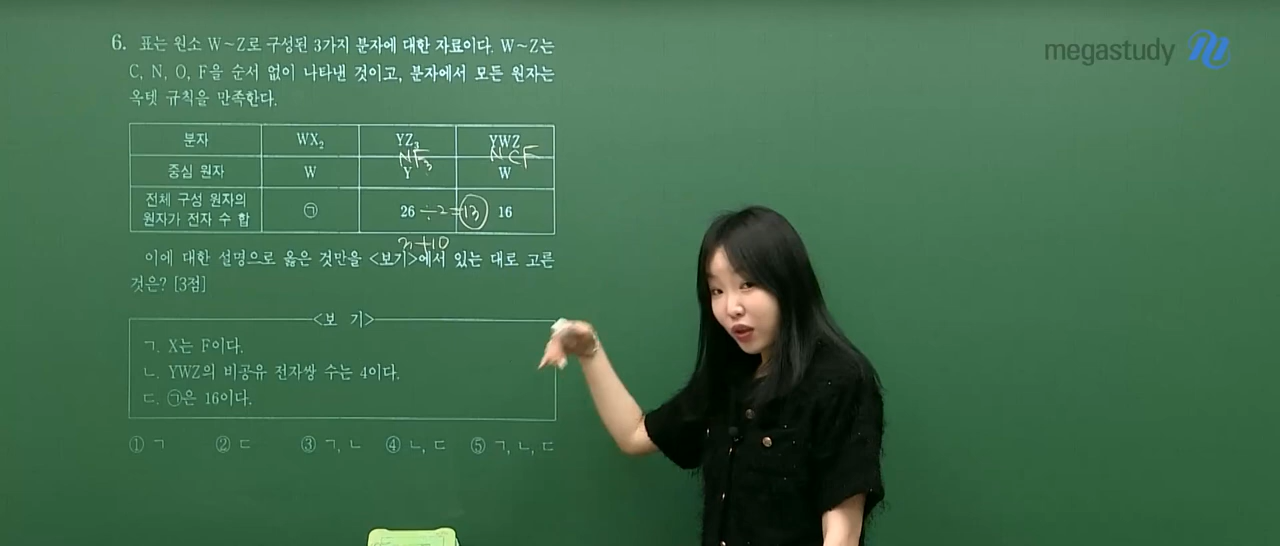 megastudy
6. 표는 원소 W~Z로 구성된 3가지 분자에 대한 자료이다. W~Z는
C, N, O, F을 순서 없이 나타낸 것이고, 분자에서 모든 원자는
옥텟 규칙을 만족한다.
분자 WX₂ YZ₃ YWZ
NF₃ NCF
중심 원자 W Y W
전체 구성 원자의
원자가 전자 수 합 ㉠ 26 ÷2=13 16
n+10
이에 대한 설명으로 옳은 것만을 <보기>에서 있는 대로 고른
것은? [3점]
<보 기>
ㄱ. X는 F이다.
ㄴ. YWZ의 비공유 전자쌍 수는 4이다.
ㄷ. ㉠은 16이다.
① ㄱ ② ㄷ ③ ㄱ, ㄴ ④ ㄴ, ㄷ ⑤ ㄱ, ㄴ, ㄷ